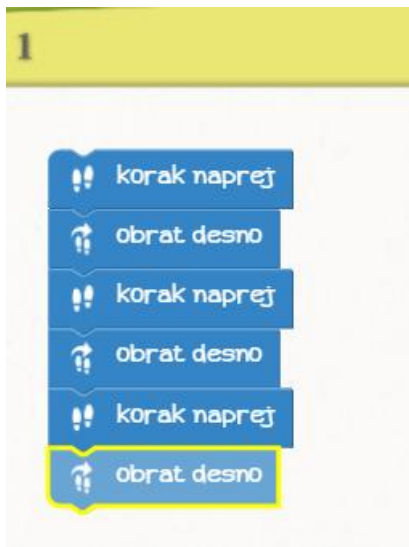 1
korak naprej
obrat desno
korak naprej
obrat desno
korak naprej
obrat desno